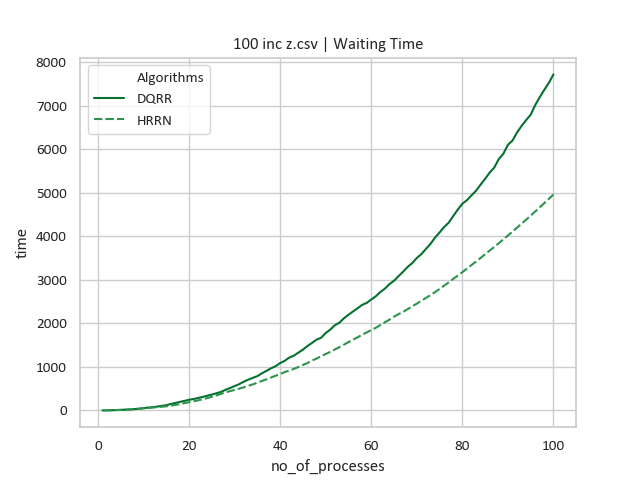 100 inc z.csv | Waiting Time
8000
7000
6000
5000
4000
3000
2000
1000
0
time
Algorithms
DQRR
HRRN
0 20 40 60 80 100
no_of_processes